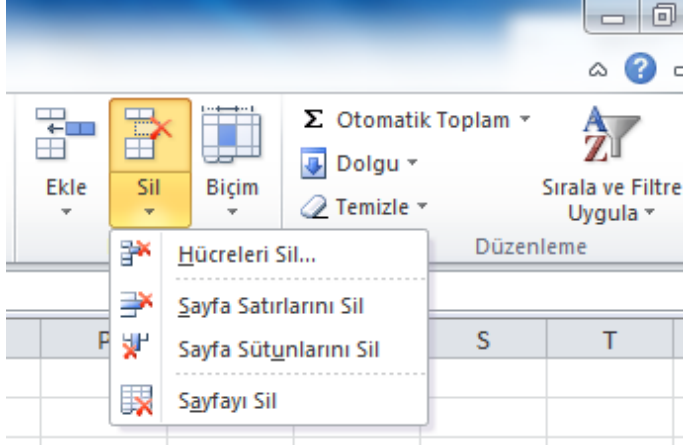 Ekle
Sil
Biçim
Σ Otomatik Toplam
Dolgu
Temizle
Sırala ve Filtre
Uygula
Düzenleme
Hücreleri Sil...
Sayfa Satırlarını Sil
Sayfa Sütunlarını Sil
Sayfayı Sil
P
S
T